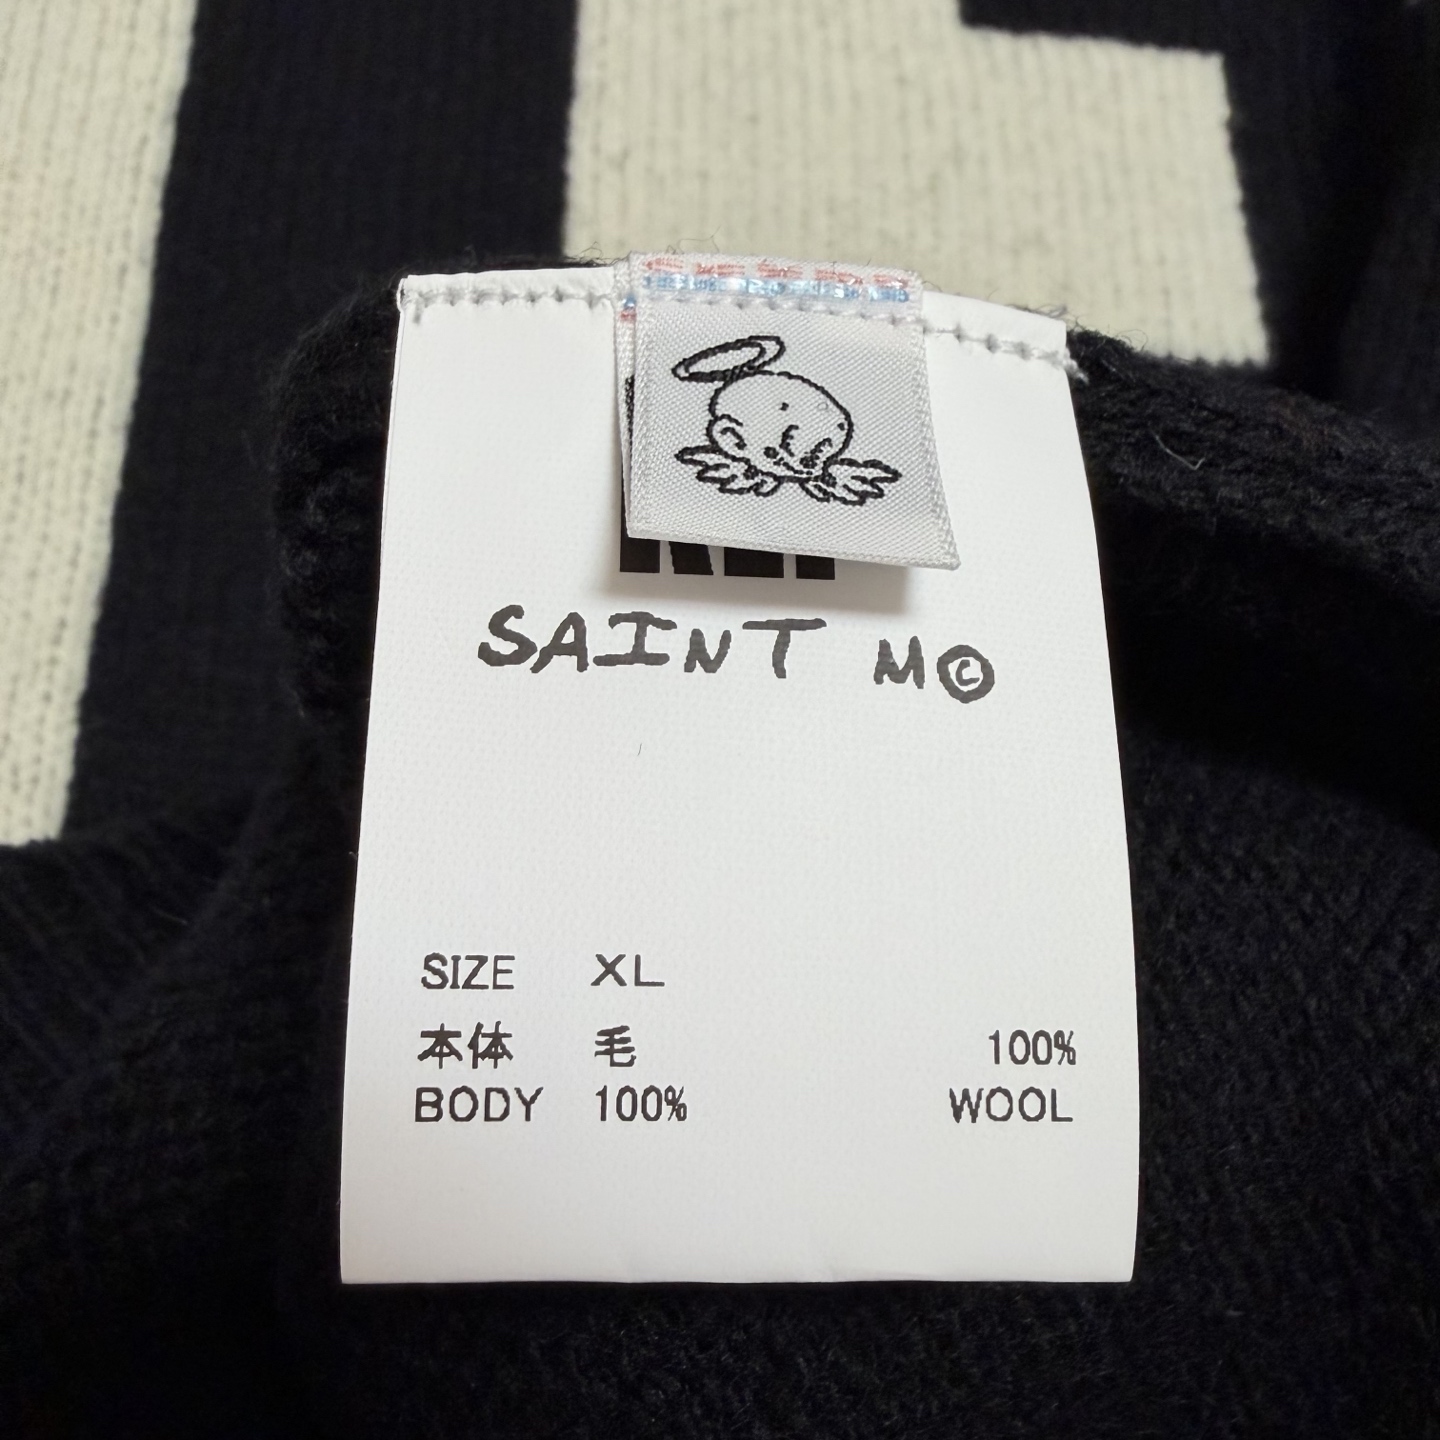 SAINT M©
SIZE XL
本体 毛 100%
BODY 100% WOOL